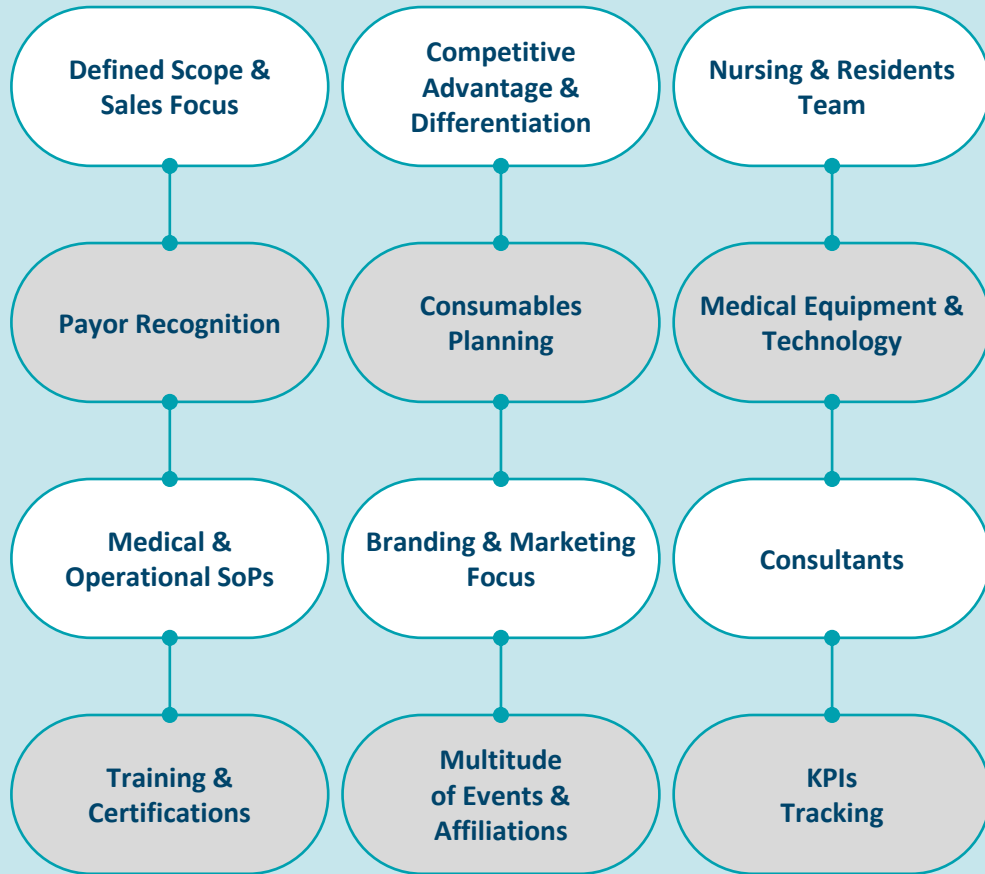 Defined Scope &
Sales Focus
Competitive
Advantage &
Differentiation
Nursing & Residents
Team
Payor Recognition
Consumables
Planning
Medical Equipment &
Technology
Medical &
Operational SoPs
Branding & Marketing
Focus
Consultants
Training &
Certifications
Multitude
of Events &
Affiliations
KPIs
Tracking